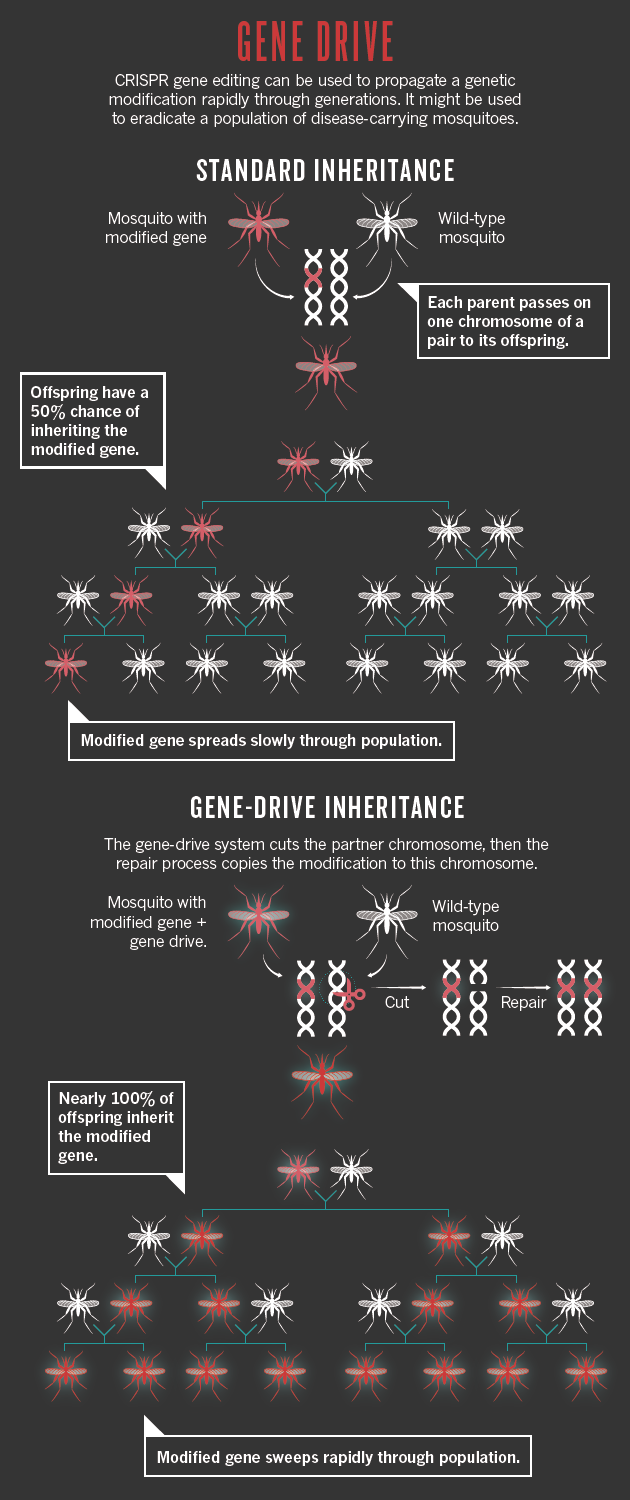 GENE DRIVE
CRISPR gene editing can be used to propagate a genetic
modification rapidly through generations. It might be used
to eradicate a population of disease-carrying mosquitoes.
STANDARD INHERITANCE
Mosquito with
modified gene
Wild-type
mosquito
Each parent passes on
one chromosome of a
pair to its offspring.
Offspring have a
50% chance of
inheriting the
modified gene.
Modified gene spreads slowly through population.
GENE-DRIVE INHERITANCE
The gene-drive system cuts the partner chromosome, then the
repair process copies the modification to this chromosome.
Mosquito with
modified gene +
gene drive.
Wild-type
mosquito
Cut
Repair
Nearly 100% of
offspring inherit
the modified
gene.
Modified gene sweeps rapidly through population.